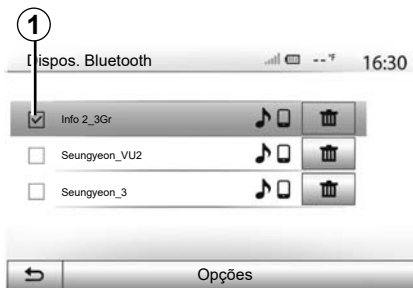 1
Dispos. Bluetooth
--°F
16:30
Info 2_3Gr
Seungyeon_VU2
Seungyeon_3
Opções